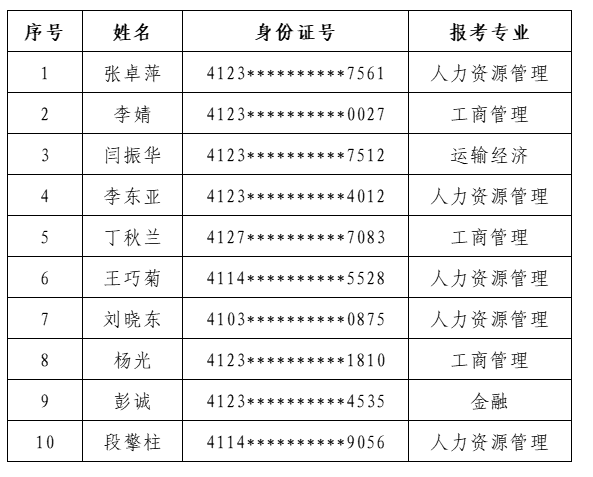 序号 姓名 身份证号 报考专业
1 张卓萍 4123**********7561 人力资源管理
2 李婧 4123**********0027 工商管理
3 闫振华 4123**********7512 运输经济
4 李东亚 4123**********4012 人力资源管理
5 丁秋兰 4127**********7083 工商管理
6 王巧菊 4114**********5528 人力资源管理
7 刘晓东 4103**********0875 人力资源管理
8 杨光 4123**********1810 工商管理
9 彭诚 4123**********4535 金融
10 段擎柱 4114**********9056 人力资源管理